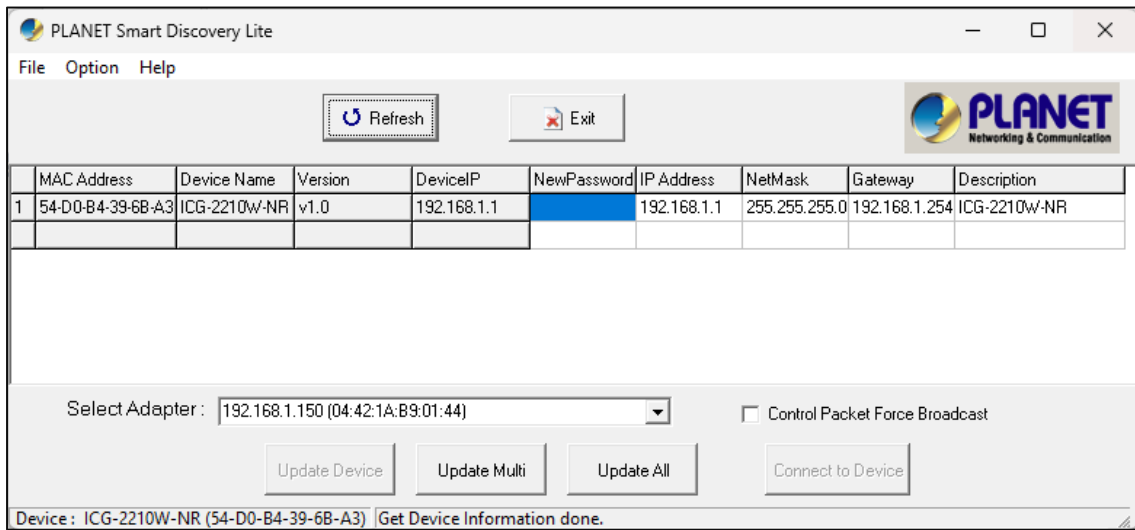 PLANET Smart Discovery Lite
File Option Help
Refresh Exit PLANET
Networking & Communication
MAC Address Device Name Version DeviceIP NewPassword IP Address NetMask Gateway Description
1 54-D0-B4-39-6B-A3 ICG-2210W-NR v1.0 192.168.1.1 192.168.1.1 255.255.255.0 192.168.1.254 ICG-2210W-NR
Select Adapter : 192.168.1.150 (04:42:1A:B9:01:44) Control Packet Force Broadcast
Update Device Update Multi Update All Connect to Device
Device : ICG-2210W-NR (54-D0-B4-39-6B-A3) Get Device Information done.